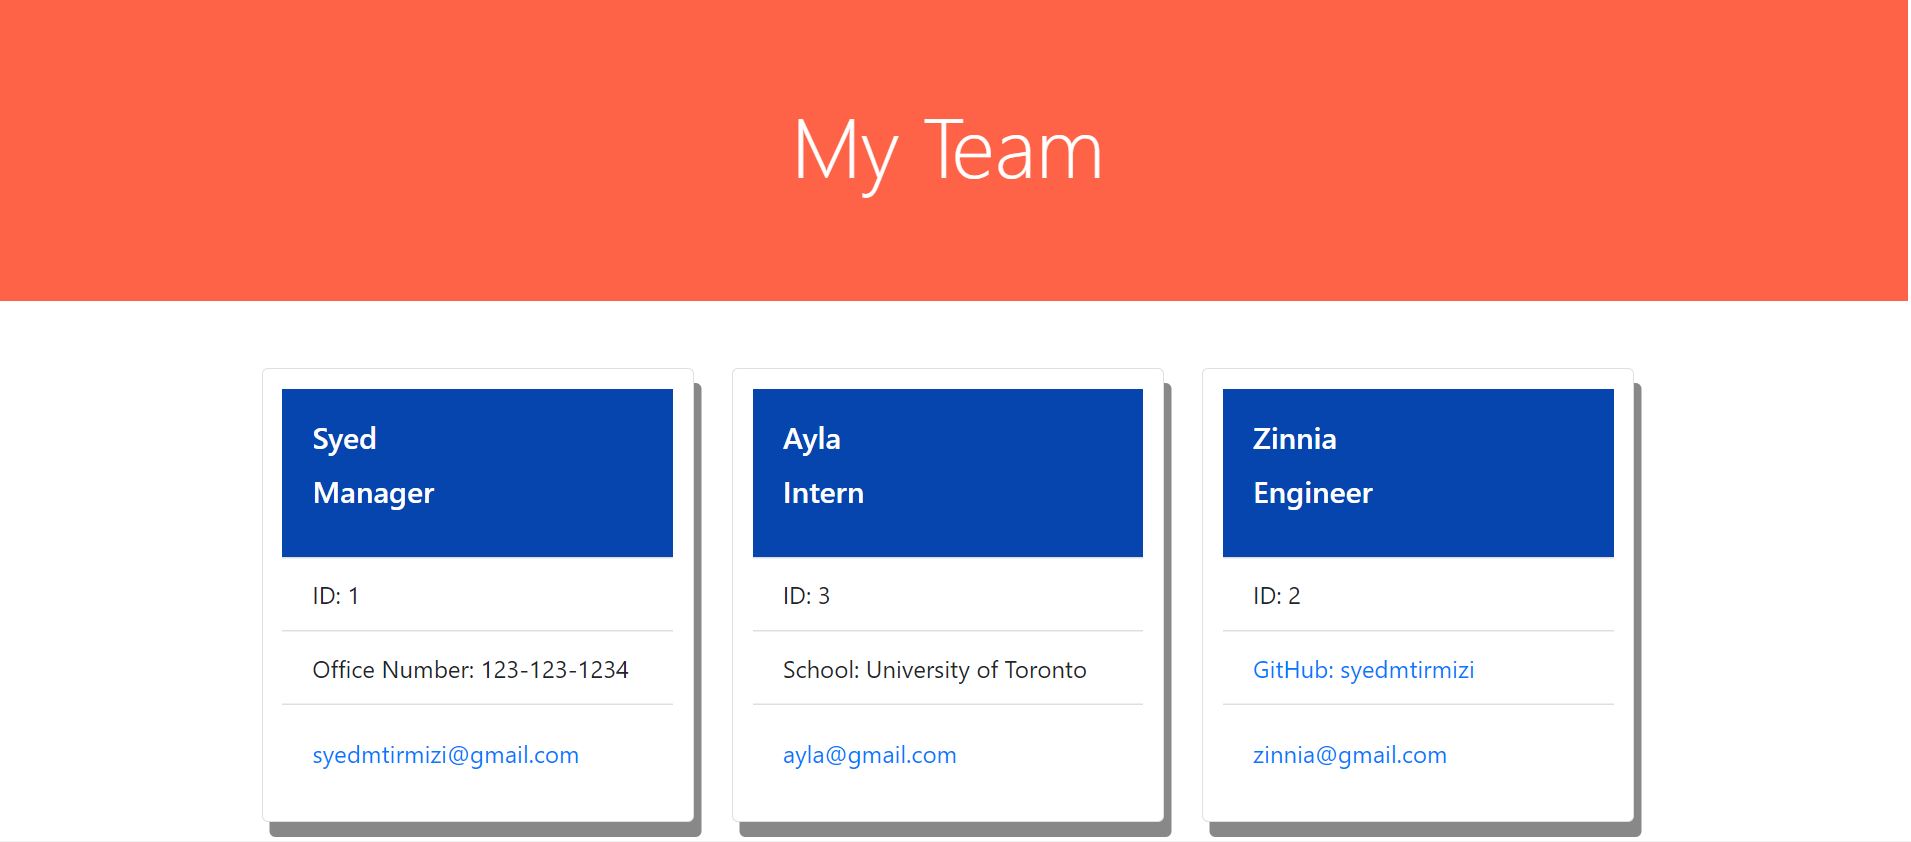 My Team
Syed
Manager
ID: 1
Office Number: 123-123-1234
syedmtirmizi@gmail.com
Ayla
Intern
ID: 3
School: University of Toronto
ayla@gmail.com
Zinnia
Engineer
ID: 2
GitHub: syedmtirmizi
zinnia@gmail.com